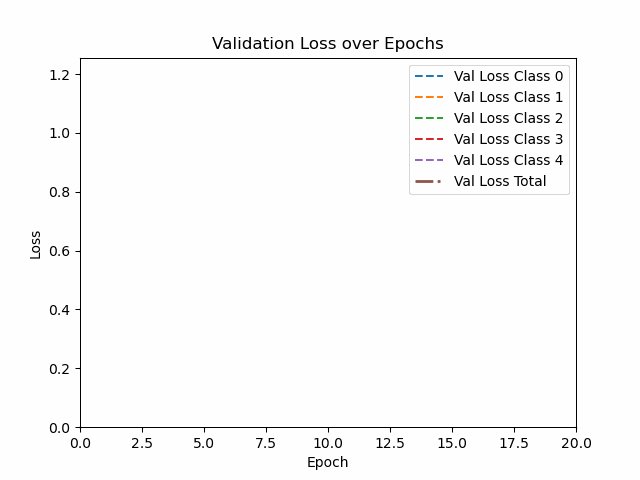 Validation Loss over Epochs
1.2
1.0
0.8
0.6
0.4
0.2
0.0
Loss
Val Loss Class 0
Val Loss Class 1
Val Loss Class 2
Val Loss Class 3
Val Loss Class 4
Val Loss Total
0.0 2.5 5.0 7.5 10.0 12.5 15.0 17.5 20.0
Epoch